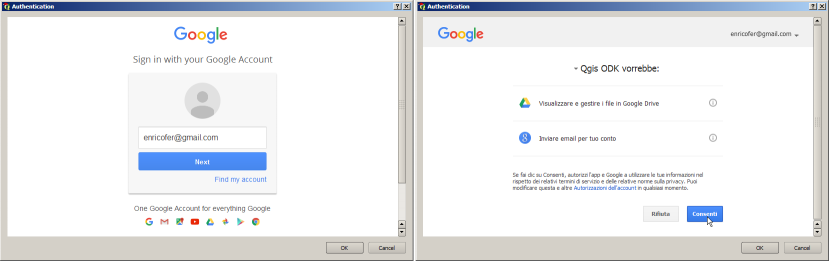 Authentication
Google
Sign in with your Google Account
enricofer@gmail.com
Next
Find my account
One Google Account for everything Google
OK
Cancel
Authentication
Google
enricofer@gmail.com
Qgis ODK vorrebbe:
Visualizzare e gestire i file in Google Drive
Inviare email per tuo conto
Se fai clic su Consenti, autorizzi l'app e Google a utilizzare le tue informazioni nel
rispetto dei relativi termini di servizio e delle relative norme sulla privacy. Puoi
modificare questa e altre Autorizzazioni dell'account in qualsiasi momento.
Rifiuta
Consenti
OK
Cancel